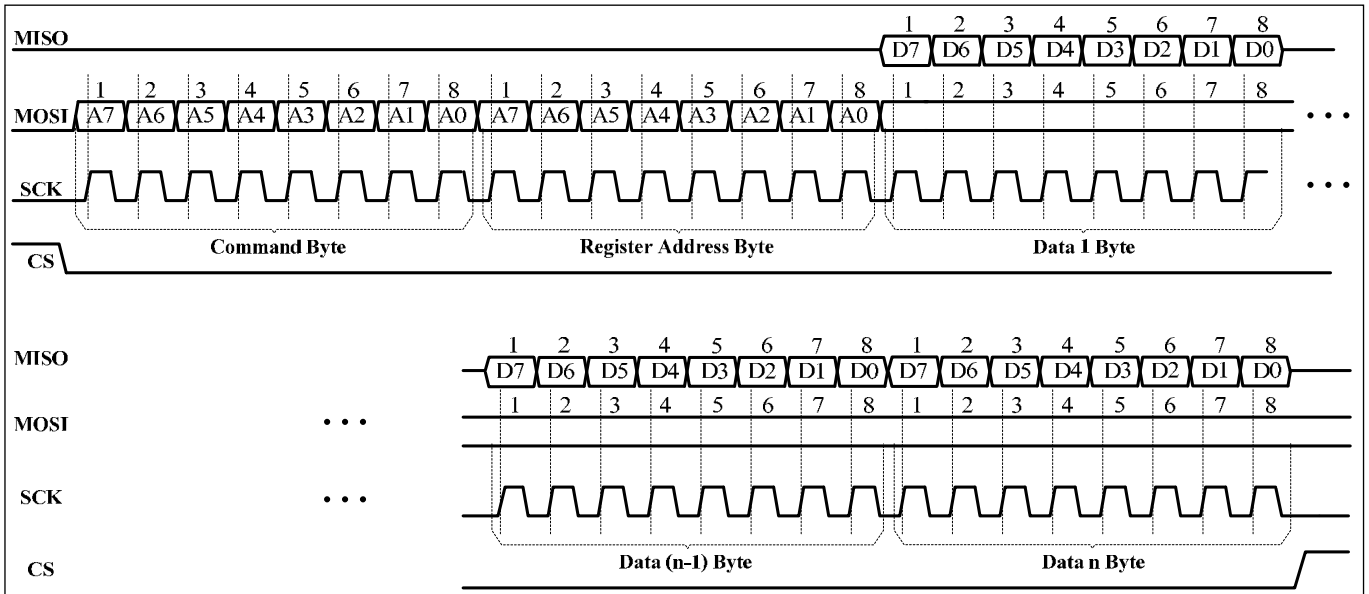 1 2 3 4 5 6 7 8
MISO D7 D6 D5 D4 D3 D2 D1 D0
1 2 3 4 5 6 7 8 1 2 3 4 5 6 7 8
MOSI A7 A6 A5 A4 A3 A2 A1 A0 A7 A6 A5 A4 A3 A2 A1 A0 1 2 3 4 5 6 7 8 • • •
SCK • • •
Command Byte Register Address Byte Data 1 Byte
CS
1 2 3 4 5 6 7 8 1 2 3 4 5 6 7 8
MISO D7 D6 D5 D4 D3 D2 D1 D0 D7 D6 D5 D4 D3 D2 D1 D0
MOSI • • • 1 2 3 4 5 6 7 8 1 2 3 4 5 6 7 8
SCK • • •
Data (n-1) Byte Data n Byte
CS